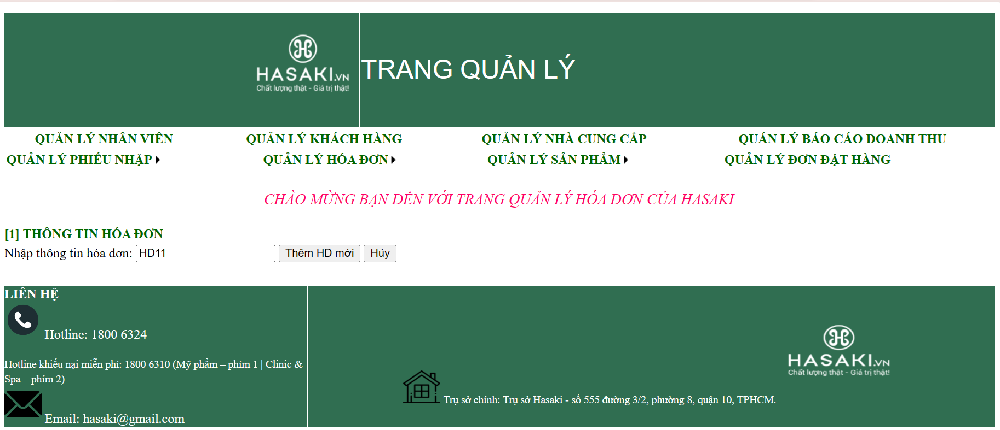 HASAKI.VN
Chất lượng thật - Giá trị thật!
TRANG QUẢN LÝ
QUẢN LÝ NHÂN VIÊN QUẢN LÝ KHÁCH HÀNG QUẢN LÝ NHÀ CUNG CẤP QUÁN LÝ BÁO CÁO DOANH THU
QUẢN LÝ PHIẾU NHẬP QUẢN LÝ HÓA ĐƠN QUẢN LÝ SẢN PHẨM QUẢN LÝ ĐƠN ĐẶT HÀNG
CHÀO MỪNG BẠN ĐẾN VỚI TRANG QUẢN LÝ HÓA ĐƠN CỦA HASAKI
[1] THÔNG TIN HÓA ĐƠN
Nhập thông tin hóa đơn: HD11 Thêm HD mới Hủy
LIÊN HỆ
Hotline: 1800 6324
Hotline khiếu nại miễn phí: 1800 6310 (Mỹ phẩm – phím 1 | Clinic &
Spa – phím 2)
Email: hasaki@gmail.com
Trụ sở chính: Trụ sở Hasaki - số 555 đường 3/2, phường 8, quận 10, TPHCM.
HASAKI.VN
Chất lượng thật - Giá trị thật!